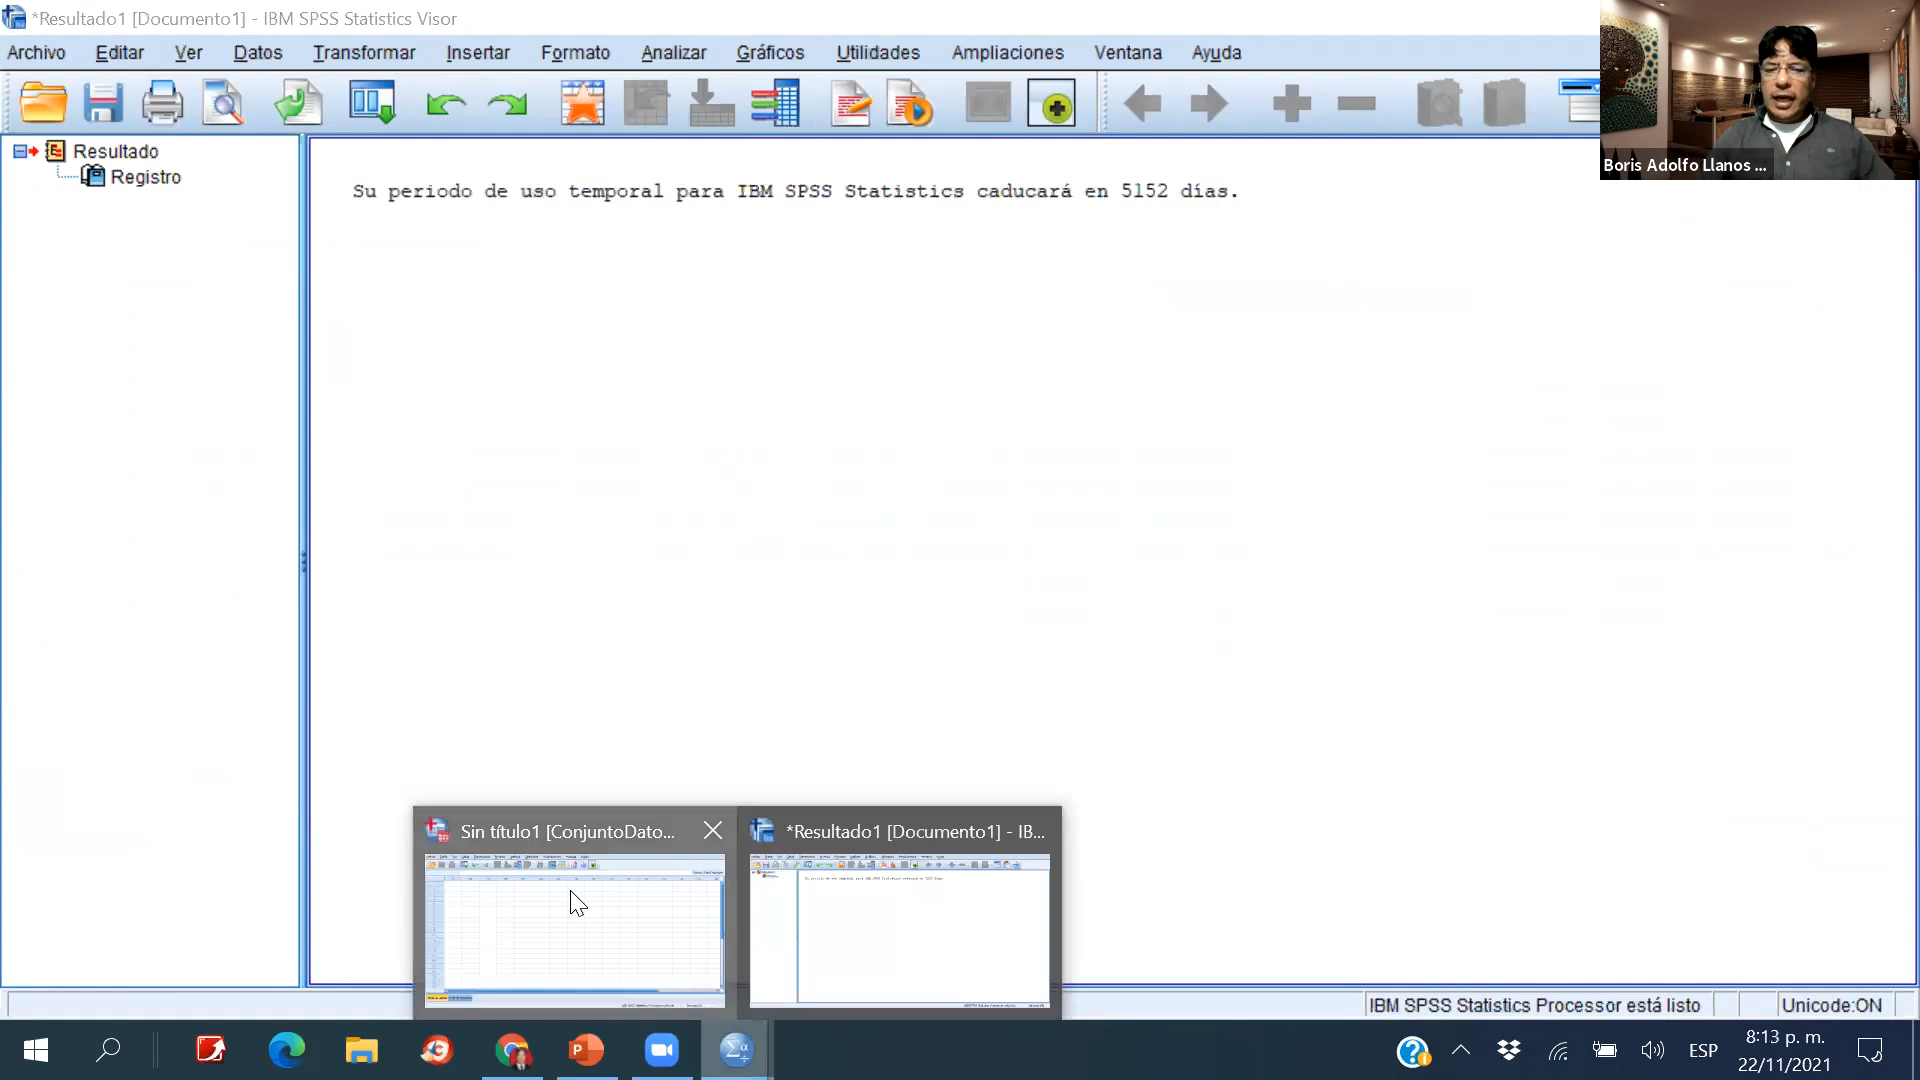 *Resultado1 [Documento1] - IBM SPSS Statistics Visor
Archivo Editar Ver Datos Transformar Insertar Formato Analizar Gráficos Utilidades Ampliaciones Ventana Ayuda
Boris Adolfo Llanos ...
Resultado
Registro
Su periodo de uso temporal para IBM SPSS Statistics caducará en 5152 días.
Sin título1 [ConjuntoDato...
*Resultado1 [Documento1] - IB...
IBM SPSS Statistics Processor está listo
Unicode:ON
ESP
8:13 p. m.
22/11/2021